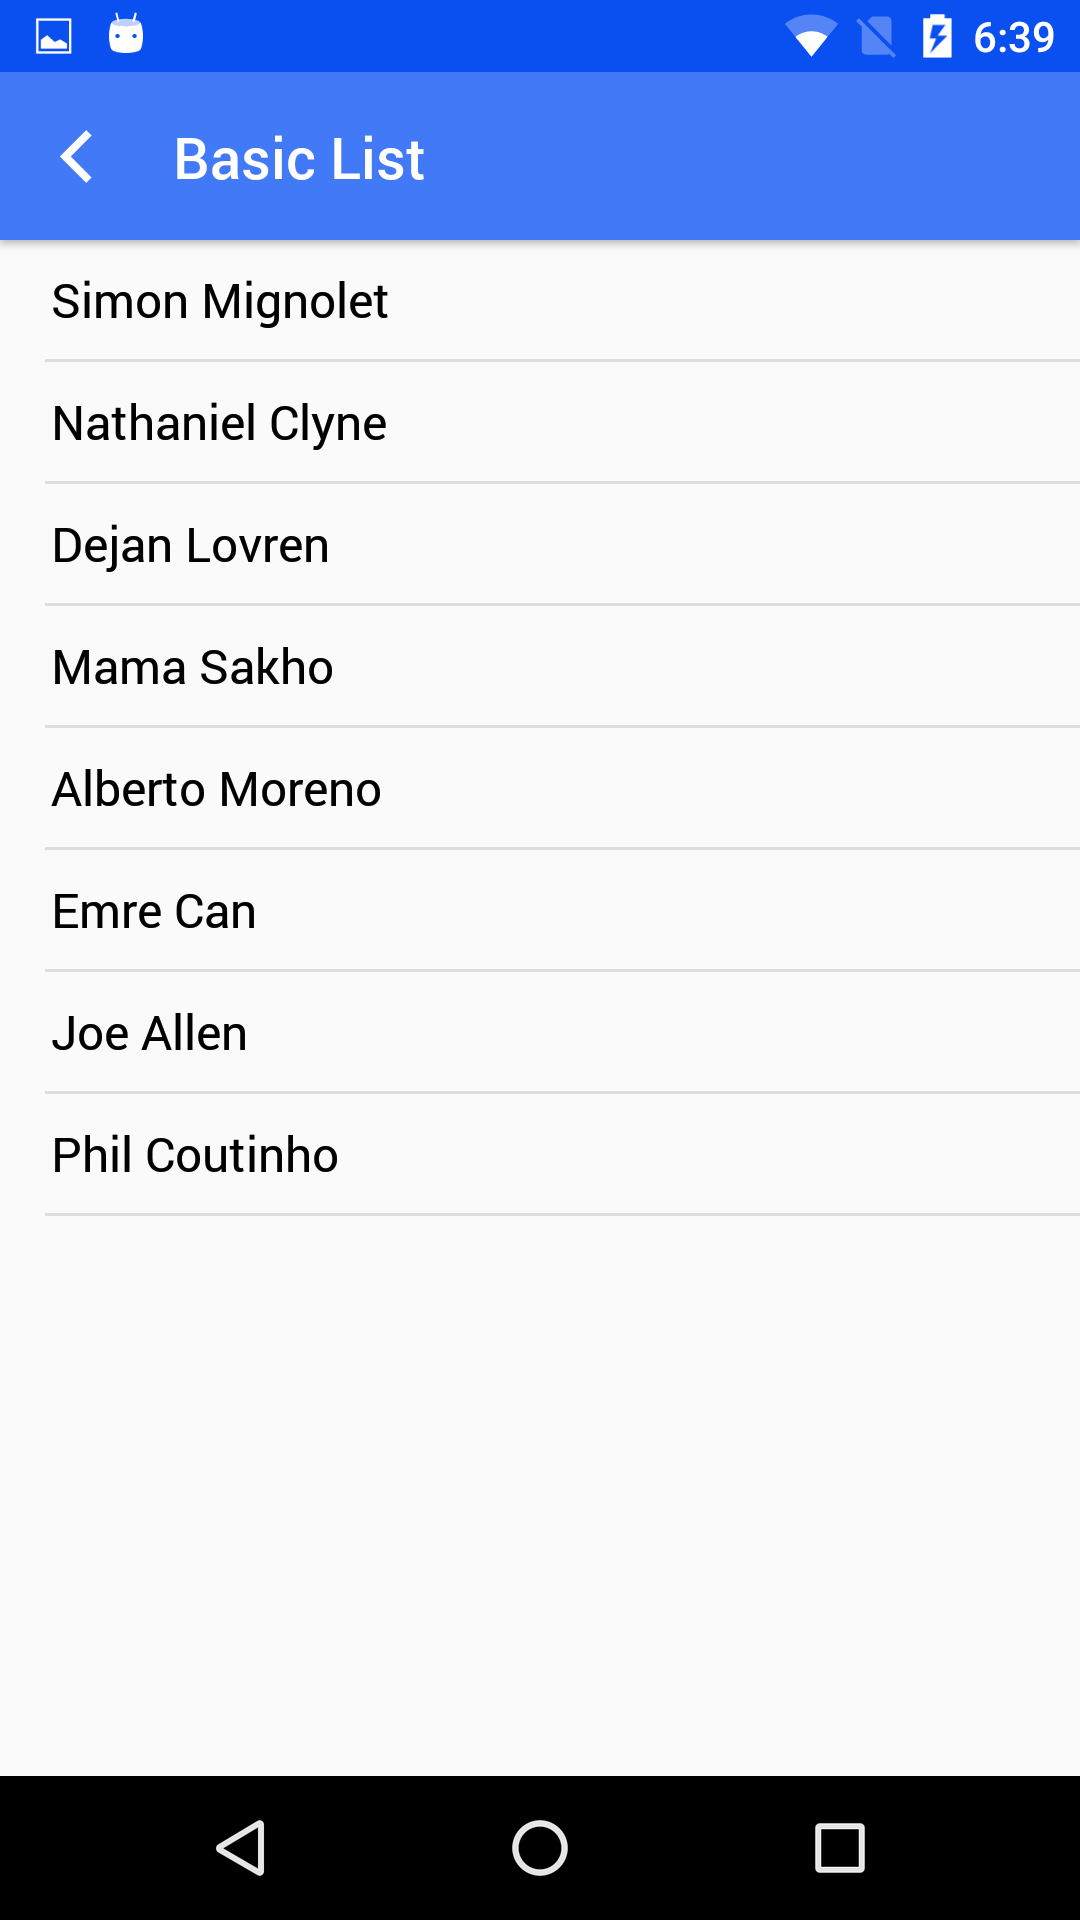 6:39
Basic List
Simon Mignolet
Nathaniel Clyne
Dejan Lovren
Mama Sakho
Alberto Moreno
Emre Can
Joe Allen
Phil Coutinho